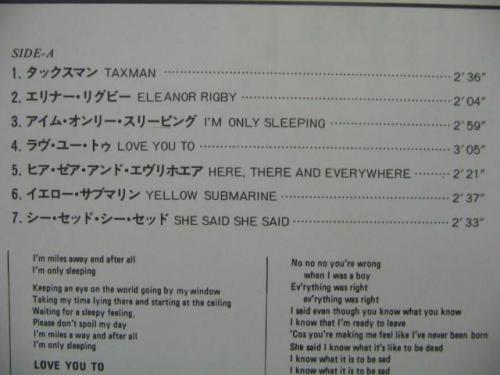 SIDE-A
1. タックスマン TAXMAN 2′36″
2. エリナー・リグビー ELEANOR RIGBY 2′04″
3. アイム・オンリー・スリーピング I'M ONLY SLEEPING 2′59″
4. ラヴ・ユー・トゥ LOVE YOU TO 3′05″
5. ヒア・ゼア・アンド・エヴリホエア HERE, THERE AND EVERYWHERE 2′21″
6. イエロー・サブマリン YELLOW SUBMARINE 2′37″
7. シー・セッド・シー・セッド SHE SAID SHE SAID 2′33″
I'm miles away and after all
I'm only sleeping
Keeping an eye on the world going by my window
Taking my time lying there and starting at the ceiling
Waiting for a sleepy feeling,
Please don't spoil my day
I'm miles away and after all
I'm only sleeping
LOVE YOU TO
No no no you're wrong
when I was a boy
Ev'rything was right
ev'rything was right
I said even though you know what you know
I know that I'm ready to leave
'Cos you're making me feel like I've never been born
She said I know what it's like to be dead
I know what it is to be sad
I know what it is to be sad